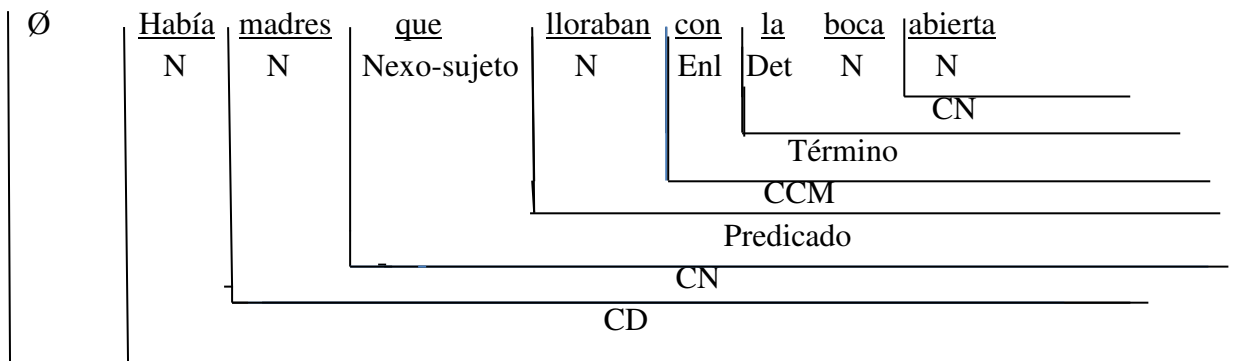 Ø Había madres que lloraban con la boca abierta
N N Nexo-sujeto N Enl Det N N
CN
Término
CCM
Predicado
CN
CD